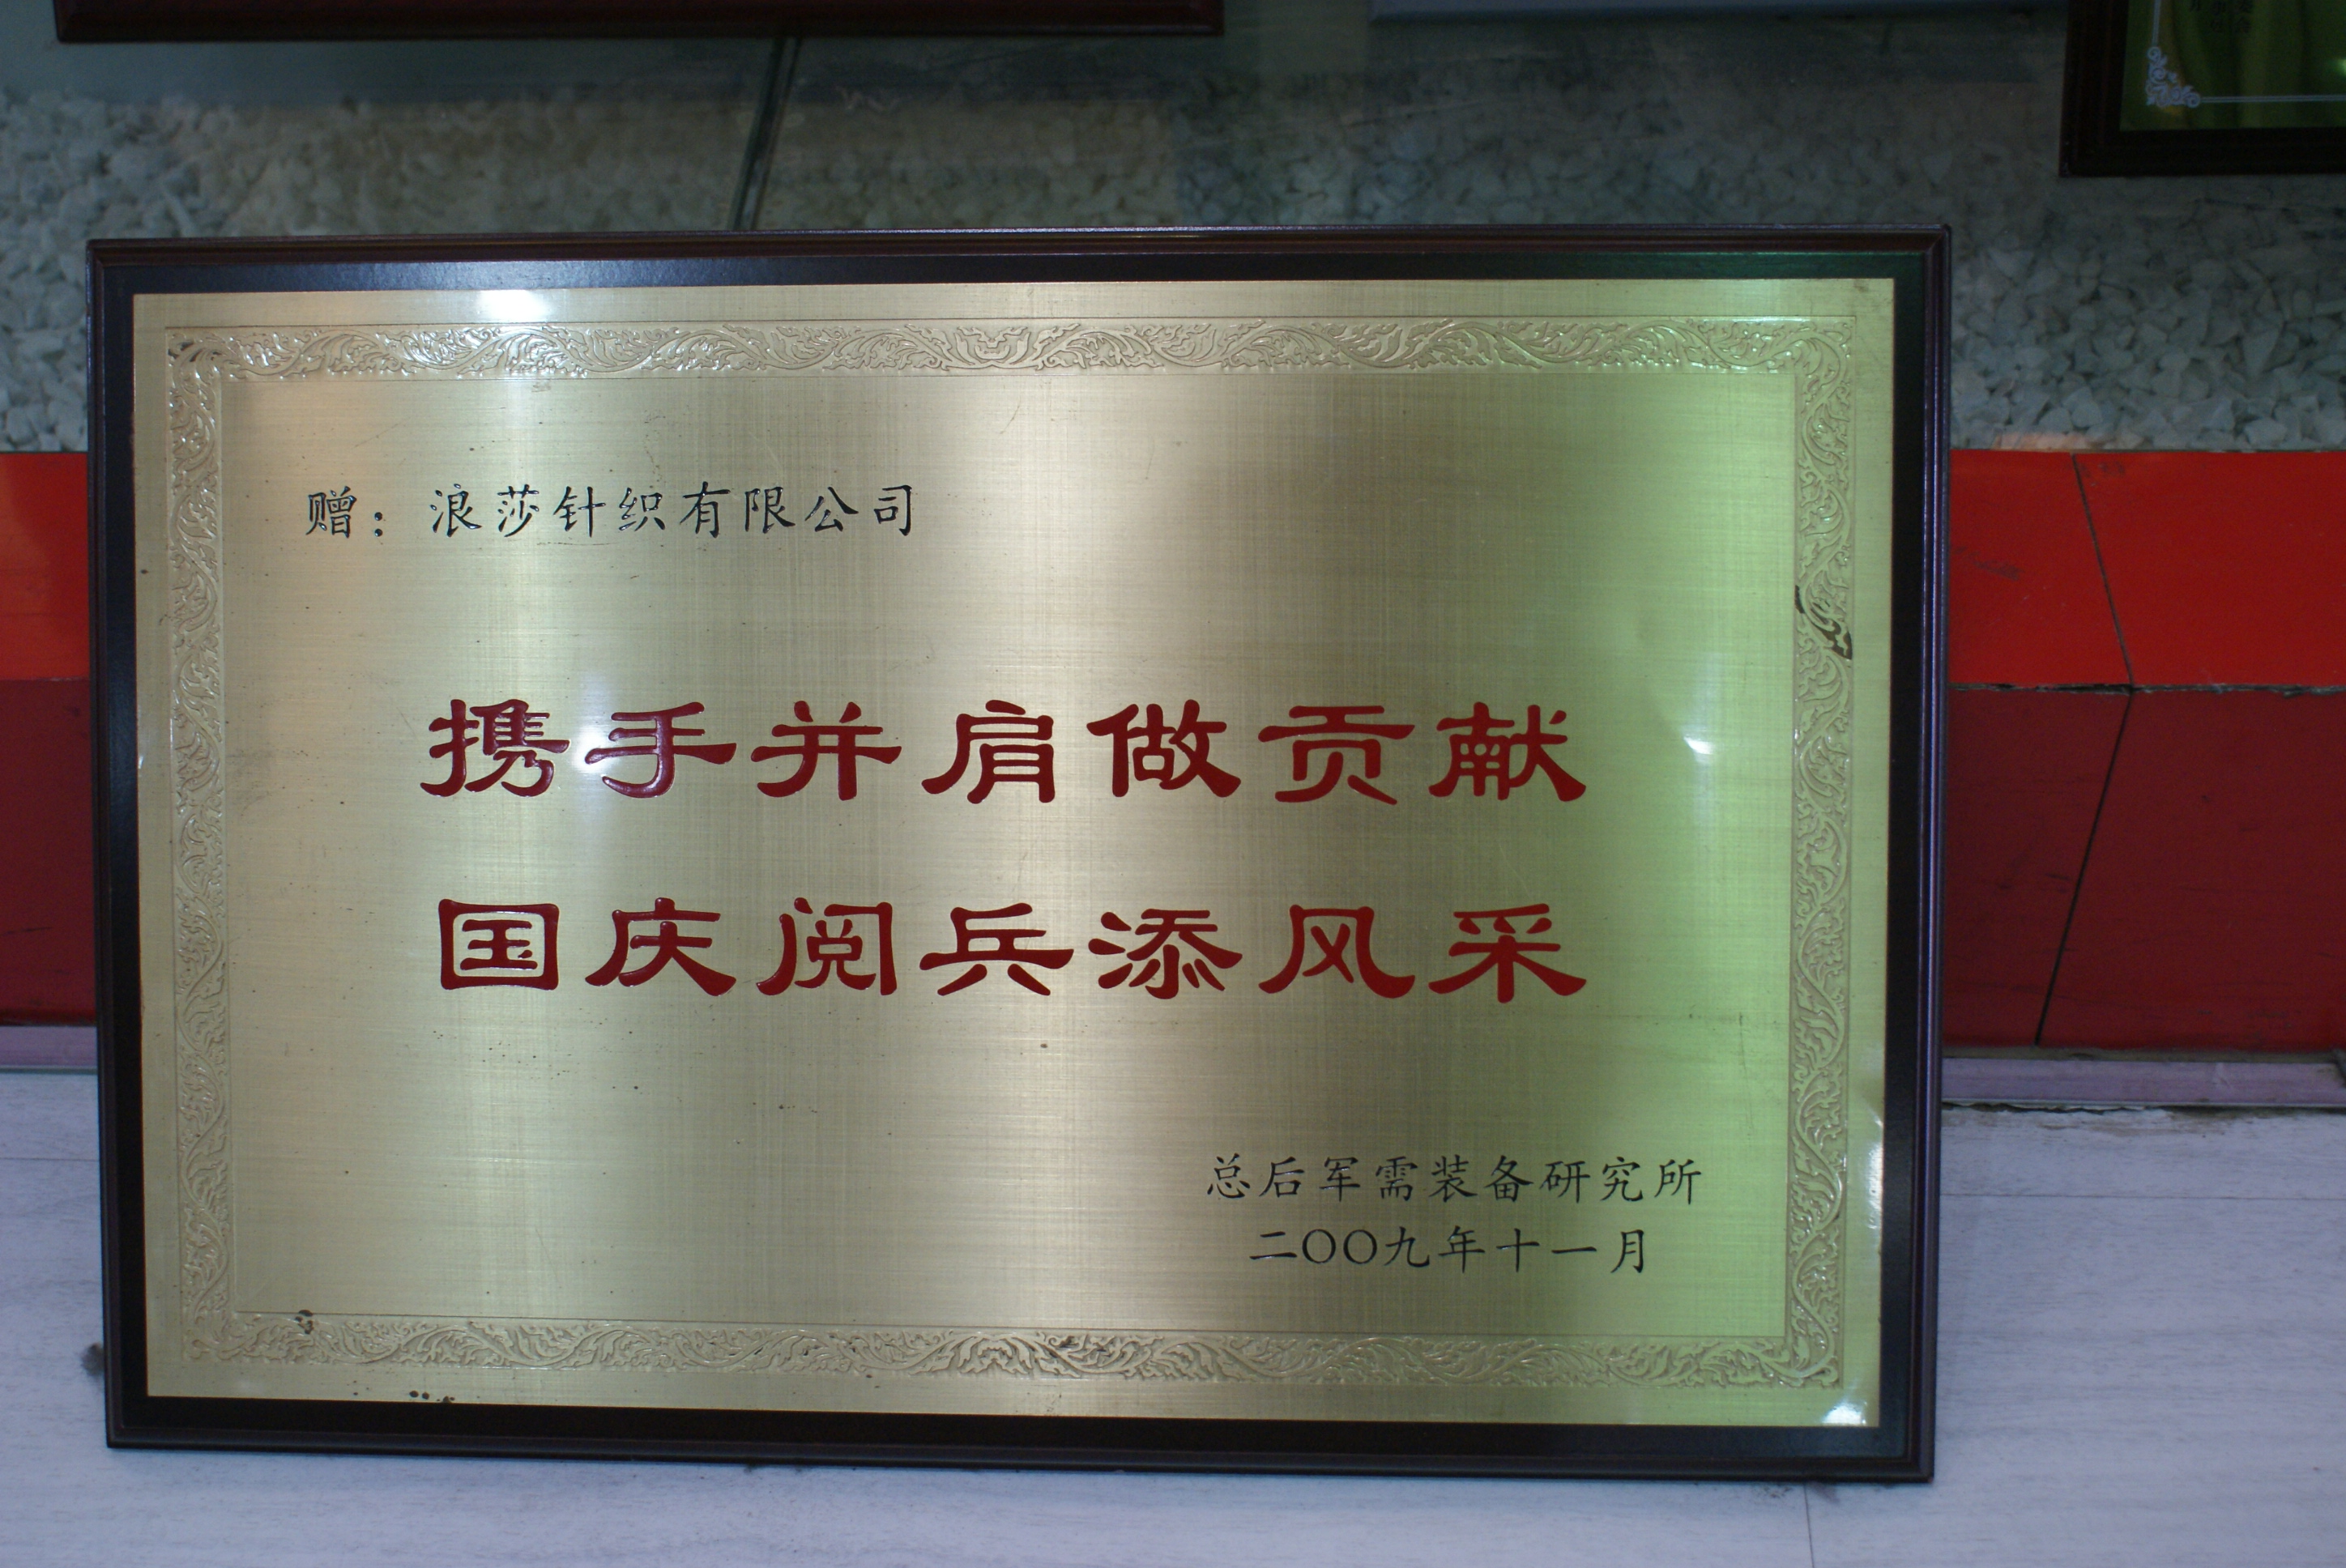 赠：浪莎针织有限公司
携手并肩做贡献
国庆阅兵添风采
总后军需装备研究所
二〇〇九年十一月